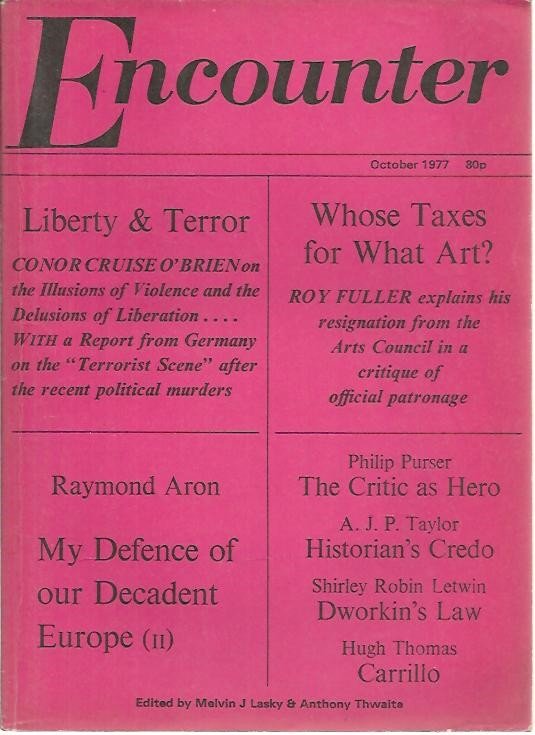 Encounter
October 1977 80p
Liberty & Terror
CONOR CRUISE O'BRIEN on
the Illusions of Violence and the
Delusions of Liberation ....
WITH a Report from Germany
on the "Terrorist Scene" after
the recent political murders
Whose Taxes
for What Art?
ROY FULLER explains his
resignation from the
Arts Council in a
critique of
official patronage
Raymond Aron
My Defence of
our Decadent
Europe (II)
Philip Purser
The Critic as Hero
A. J. P. Taylor
Historian's Credo
Shirley Robin Letwin
Dworkin's Law
Hugh Thomas
Carrillo
Edited by Melvin J Lasky & Anthony Thwaite